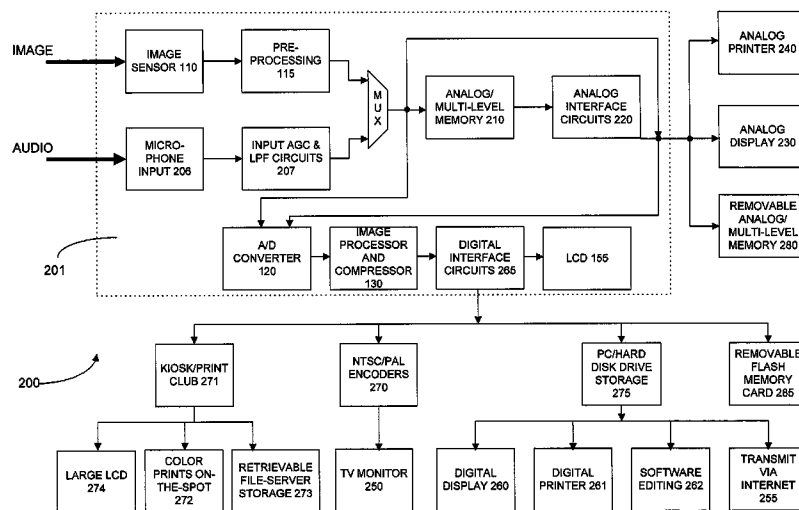 IMAGE
IMAGE
SENSOR 110
PRE-
PROCESSING
115
MUX
AUDIO
MICRO-
PHONE
INPUT 206
INPUT AGC &
LPF CIRCUITS
207
ANALOG/
MULTI-LEVEL
MEMORY 210
ANALOG
INTERFACE
CIRCUITS 220
ANALOG
PRINTER
240
ANALOG
DISPLAY 230
REMOVABLE
ANALOG/
MULTI-LEVEL
MEMORY 280
201
A/D
CONVERTER
120
IMAGE
PROCESSOR
AND
COMPRESSOR
130
DIGITAL
INTERFACE
CIRCUITS 265
LCD 155
200
KIOSK/PRINT
CLUB 271
NTSC/PAL
ENCODERS
270
PC/HARD
DISK DRIVE
STORAGE
275
REMOVABLE
FLASH
MEMORY
CARD 285
LARGE LCD
274
COLOR
PRINTS ON-
THE-SPOT
272
RETRIEVABLE
FILE-SERVER
STORAGE 273
TV MONITOR
250
DIGITAL
DISPLAY 260
DIGITAL
PRINTER 261
SOFTWARE
EDITING 262
TRANSMIT
VIA
INTERNET
255